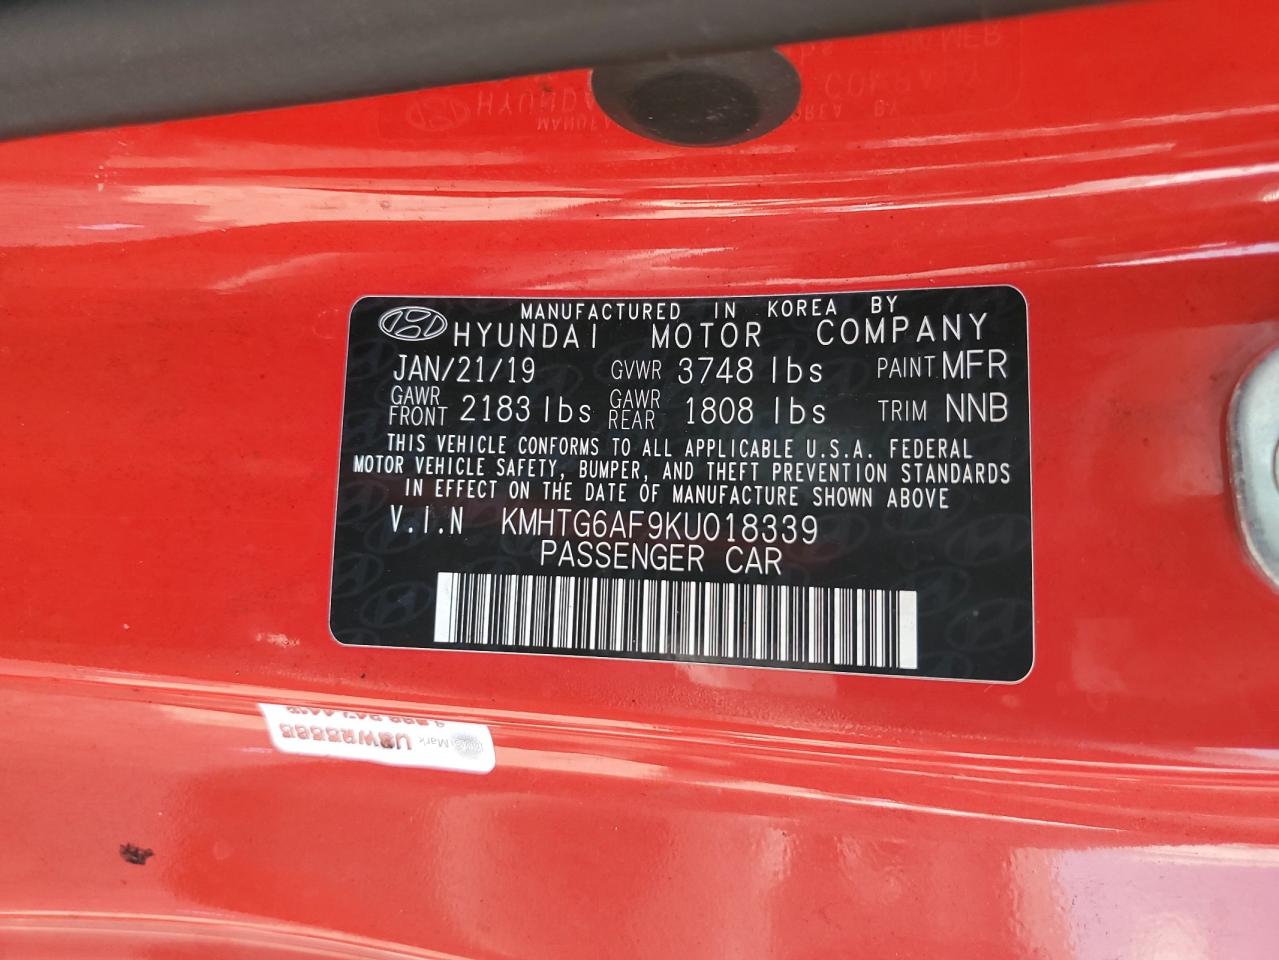 MANUFACTURED IN KOREA BY
HYUNDAI MOTOR COMPANY
JAN/21/19 GVWR 3748 lbs PAINT MFR
GAWR FRONT 2183 lbs GAWR REAR 1808 lbs TRIM NNB
THIS VEHICLE CONFORMS TO ALL APPLICABLE U.S.A. FEDERAL
MOTOR VEHICLE SAFETY, BUMPER, AND THEFT PREVENTION STANDARDS
IN EFFECT ON THE DATE OF MANUFACTURE SHOWN ABOVE
V.I.N KMHTG6AF9KU018339
PASSENGER CAR
Mark